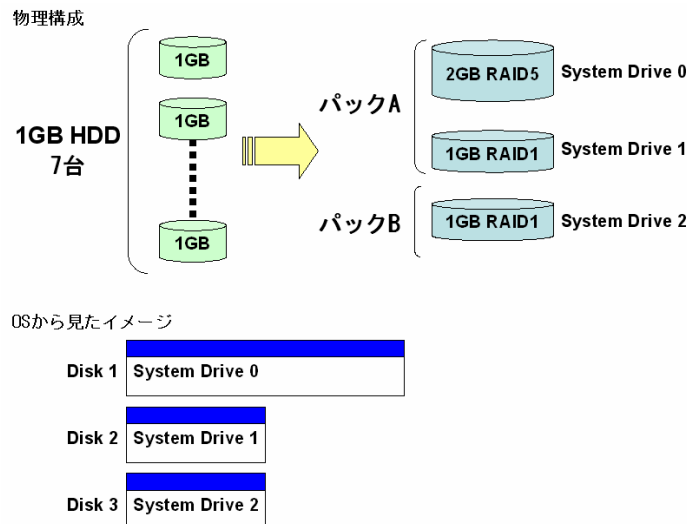 物理構成
1GB HDD
7台
1GB
1GB
1GB
パックA
2GB RAID5
System Drive 0
1GB RAID1
System Drive 1
パックB
1GB RAID1
System Drive 2
OSから見たイメージ
Disk 1 System Drive 0
Disk 2 System Drive 1
Disk 3 System Drive 2